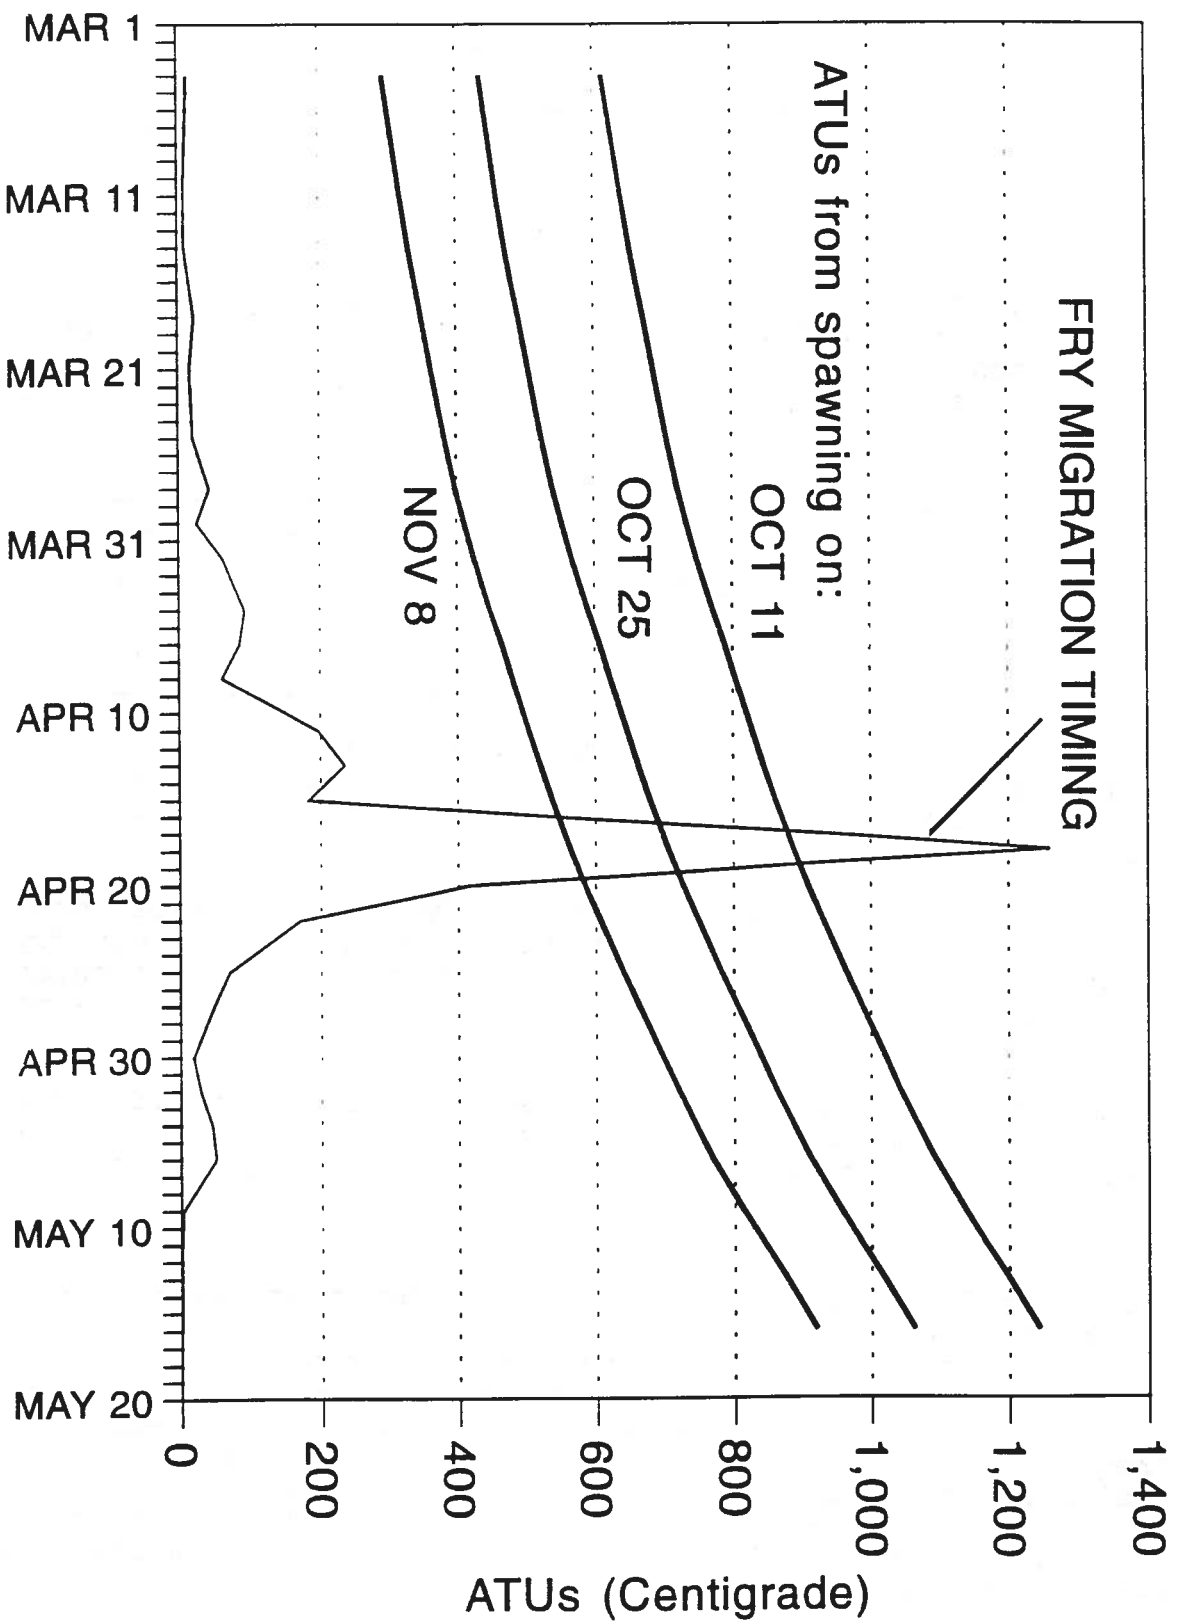 FRY MIGRATION TIMING
ATUs from spawning on:
OCT 11
OCT 25
NOV 8
MAR 1
MAR 11
MAR 21
MAR 31
APR 10
APR 20
APR 30
MAY 10
MAY 20
0
200
400
600
800
1,000
1,200
1,400
ATUs (Centigrade)